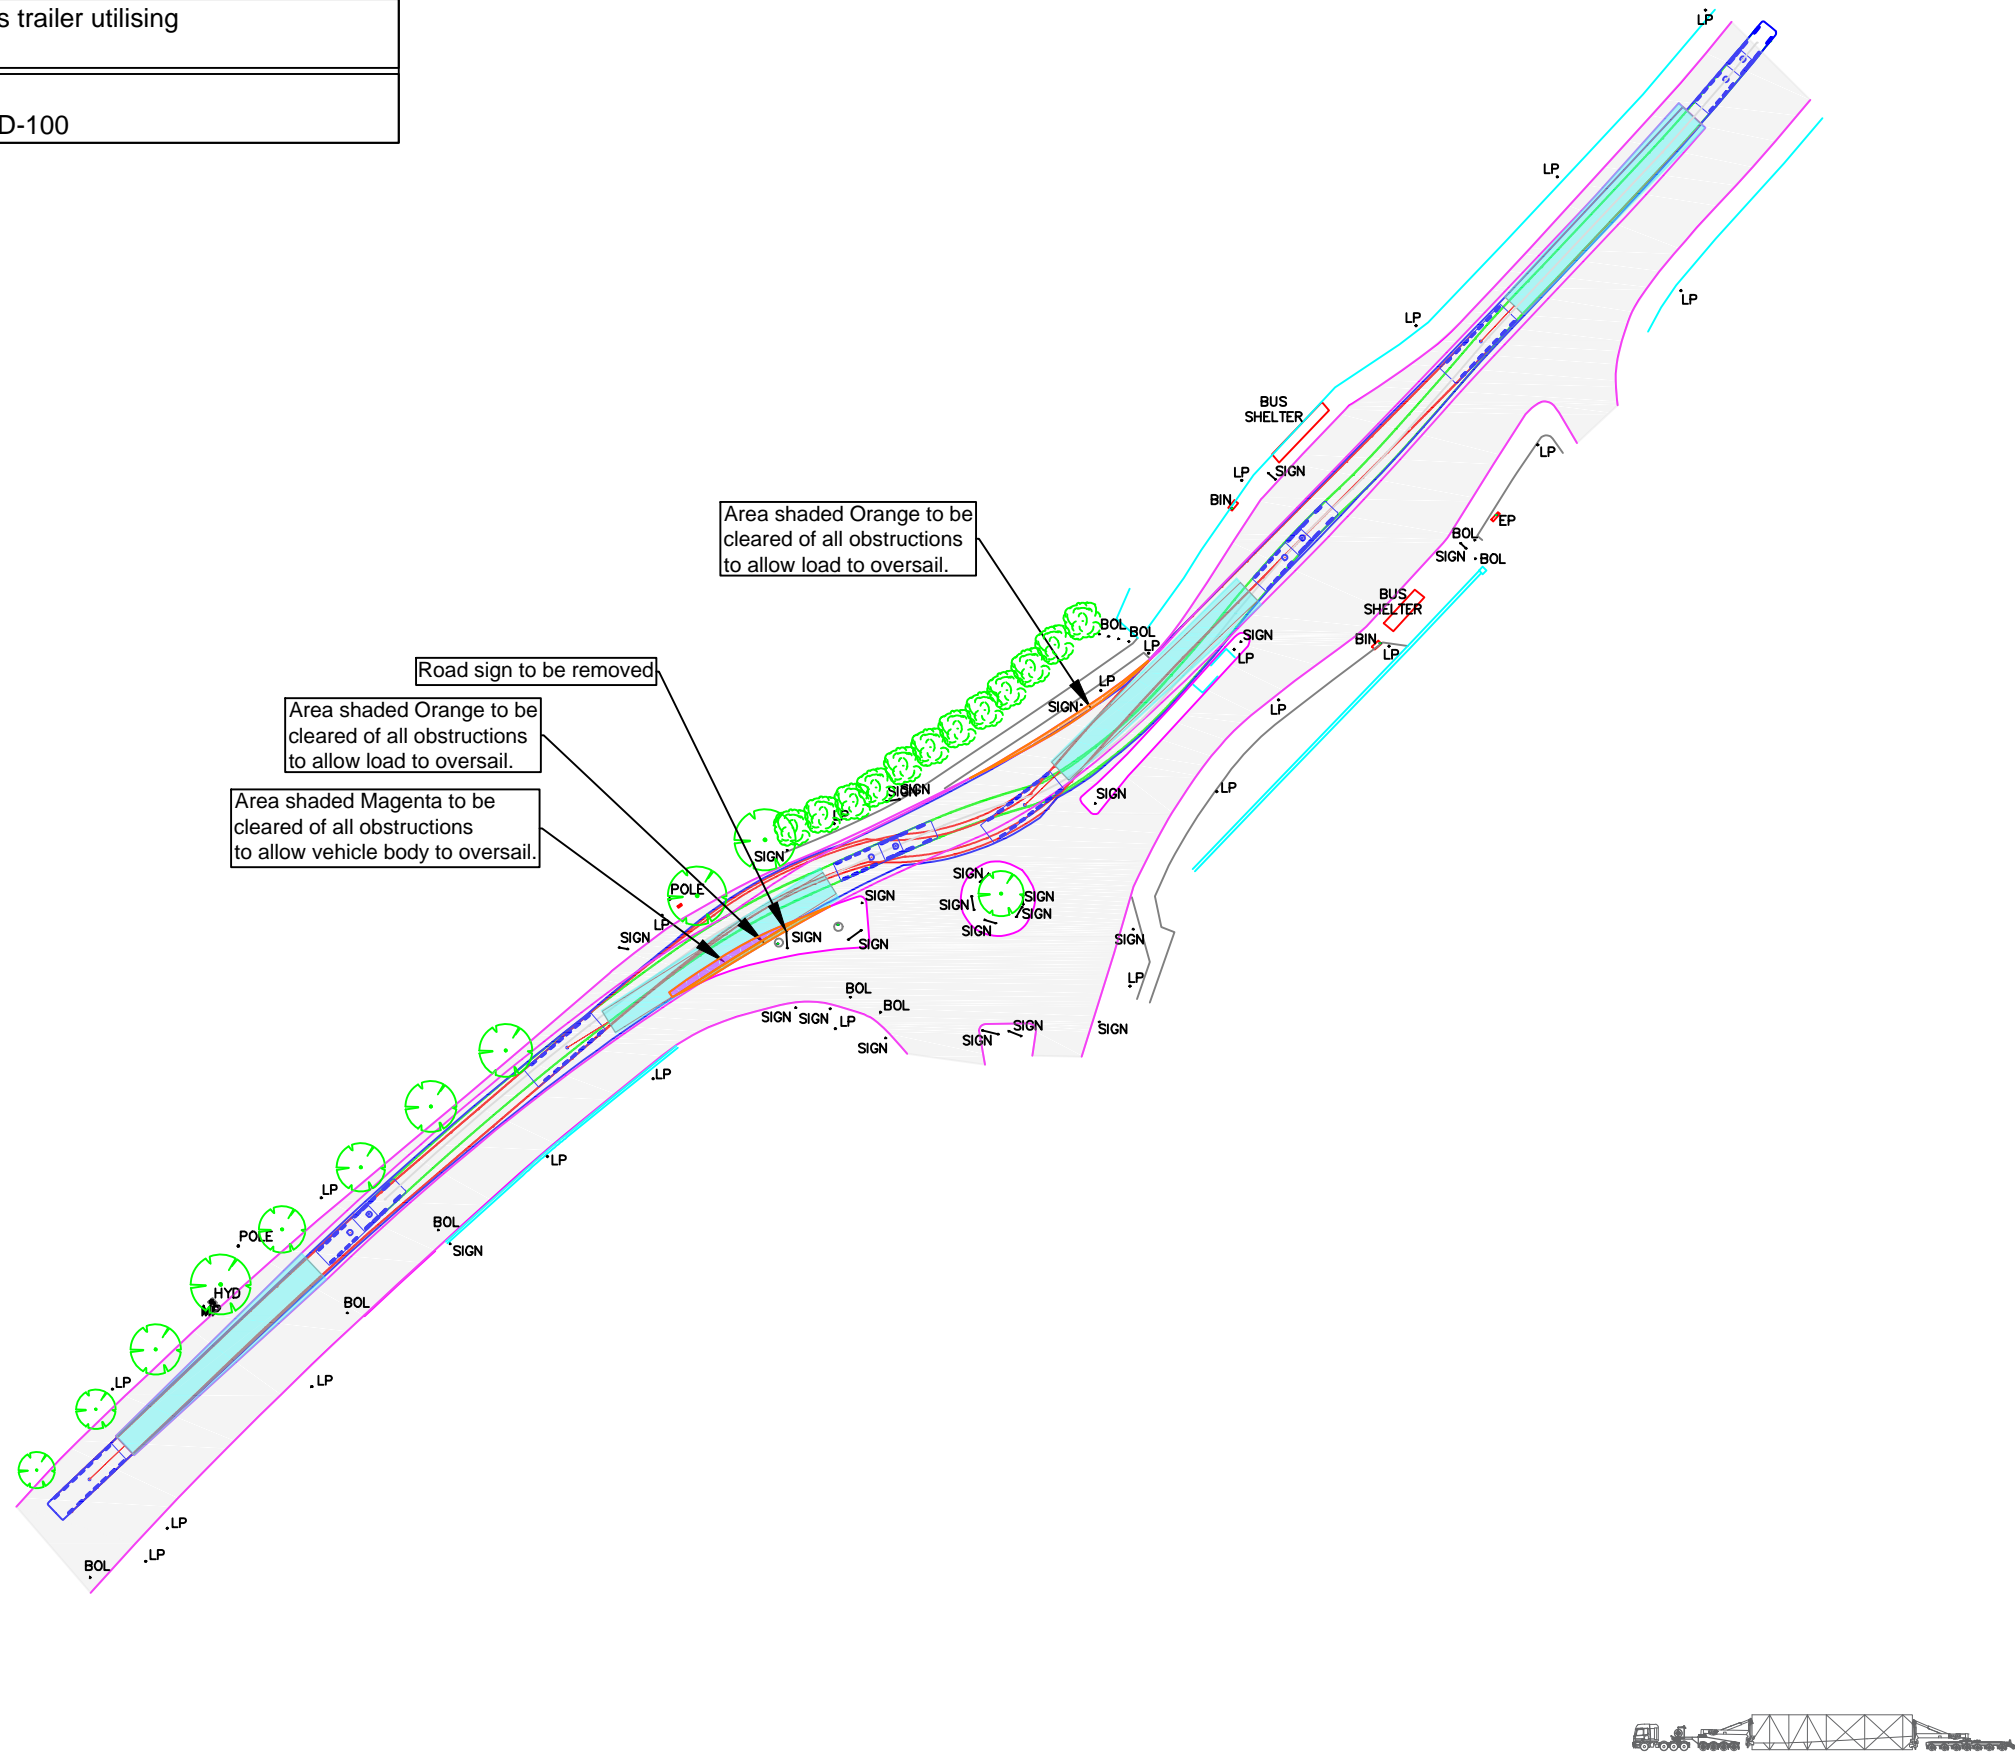 s trailer utilising
D-100
LP
LP
LP
LP
BUS
SHELTER
LP
SIGN
BIN
LP
EP
BOL
SIGN
BOL
Area shaded Orange to be
cleared of all obstructions
to allow load to oversail.
BUS
SHELTER
BOL
BOL
LP
SIGN
LP
BIN
LP
Road sign to be removed
LP
SIGN
LP
Area shaded Orange to be
cleared of all obstructions
to allow load to oversail.
Area shaded Magenta to be
cleared of all obstructions
to allow vehicle body to oversail.
SIGN
SIGN
LP
SIGN
LP
SIGN
POLE
LP
SIGN
SIGN
SIGN
SIGN
SIGN
SIGN
SIGN
SIGN
SIGN
SIGN
SIGN
LP
BOL
BOL
SIGN
SIGN
LP
SIGN
SIGN
SIGN
SIGN
LP
LP
LP
POLE
BOL
SIGN
HYD
BOL
LP
LP
LP
LP
BOL